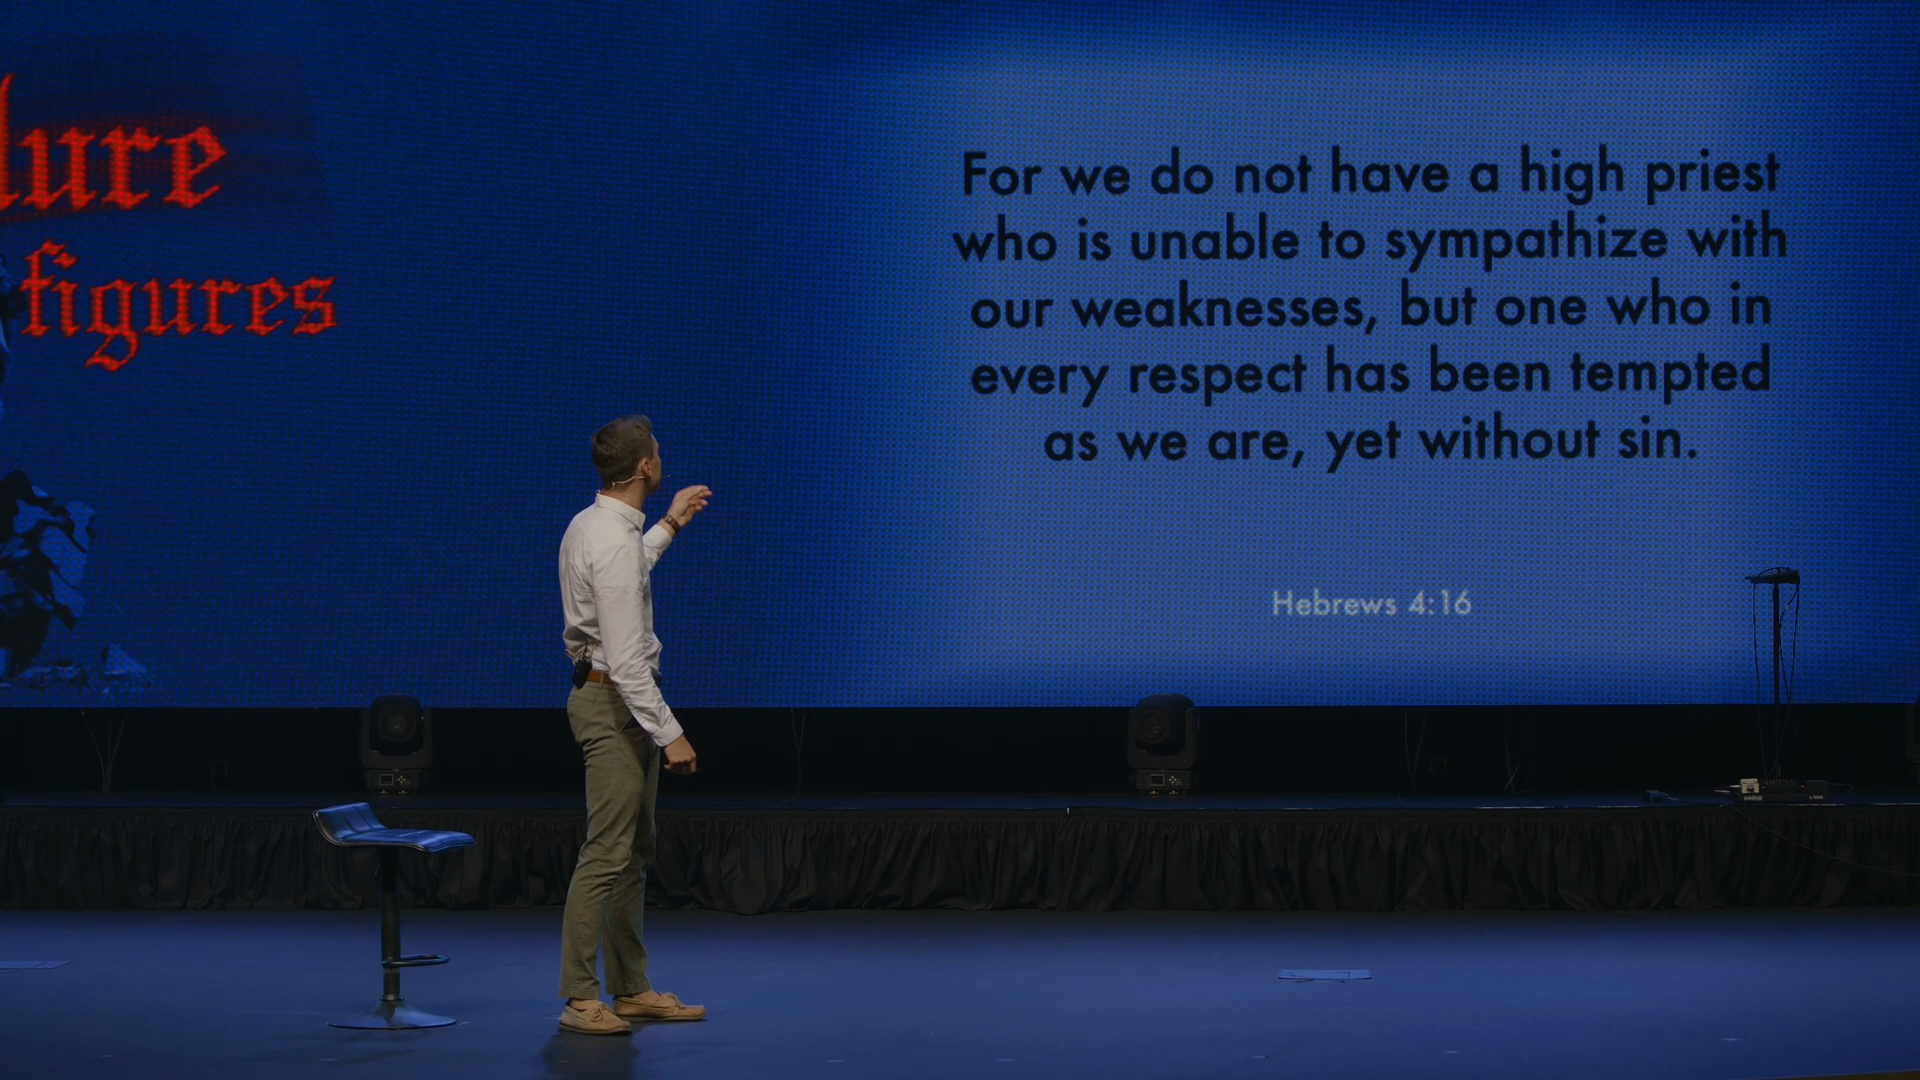 lure
figures
For we do not have a high priest
who is unable to sympathize with
our weaknesses, but one who in
every respect has been tempted
as we are, yet without sin.
Hebrews 4:16